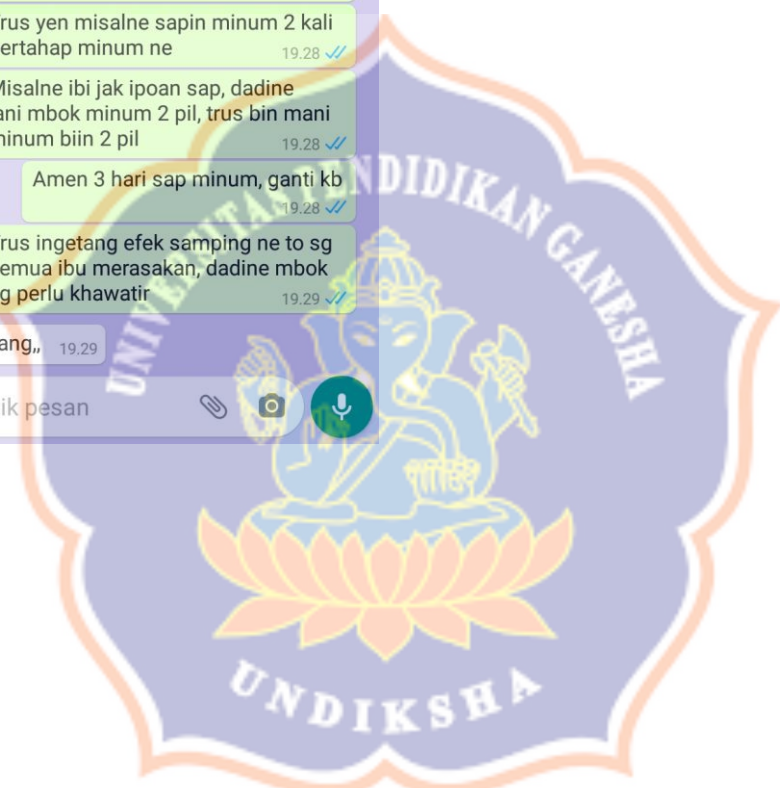 rus yen misalne sapin minum 2 kali
ertahap minum ne
19.28
Misalne ibi jak ipoan sap, dadine
ani mbok minum 2 pil, trus bin mani
minum biin 2 pil
19.28
Amen 3 hari sap minum, ganti kb
19.28
rus ingetang efek samping ne to sg
emua ibu merasakan, dadine mbok
g perlu khawatir
19.29
ang,,
19.29
ik pesan
UNIVERSITAS PENDIDIKAN GANESHA
UNDIKSHA